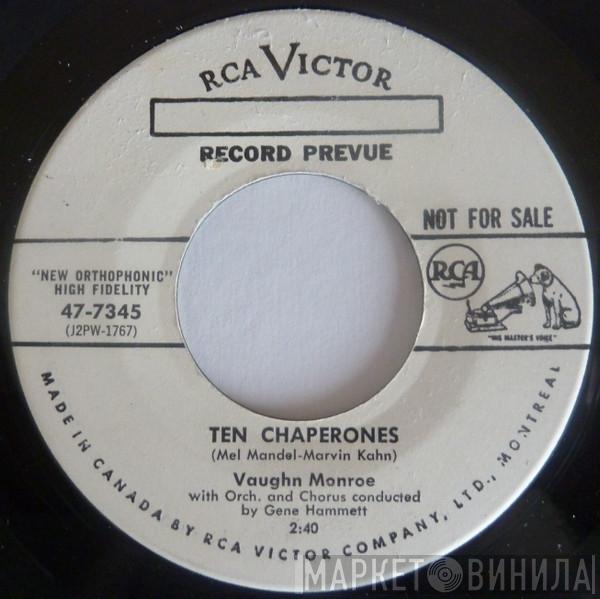 RCA VICTOR
RECORD PREVUE
NOT FOR SALE
"NEW ORTHOPHONIC"
HIGH FIDELITY
47-7345
(J2PW-1767)
RCA
"HIS MASTER'S VOICE"
TEN CHAPERONES
(Mel Mandel-Marvin Kahn)
Vaughn Monroe
with Orch. and Chorus conducted
by Gene Hammett
2:40
MADE IN CANADA BY RCA VICTOR COMPANY, LTD., MONTREAL
МАРКЕТ ВИНИЛА